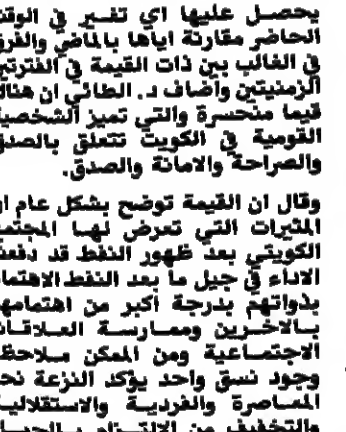 يحصل عليها اي تغير في الوقت
الحاضر مقارنة اياها بالماضي والفرق
في الغالب بين ذات القيمة في الفترتين
الزمنيتين واضاف د. الطائي ان هناك
قيما منحسرة والتي تميز الشخصية
القومية في الكويت تتعلق بالصدق
والصراحة والامانة والصدق.
وقال ان القيمة توضح بشكل عام ان
المثيرات التي تعرض لها المجتمع
الكويتي بعد ظهور النفط قد دفعت
الابناء في جيل ما بعد النفط الاهتمام
بذواتهم بدرجة أكبر من اهتمامهم
بالاخرين وممارسة العلاقات
الاجتماعية ومن الممكن ملاحظة
وجود نسق واحد يؤكد النزعة نحو
المعاصرة والفردية والاستقلالية
والتخفيف من الالتزام